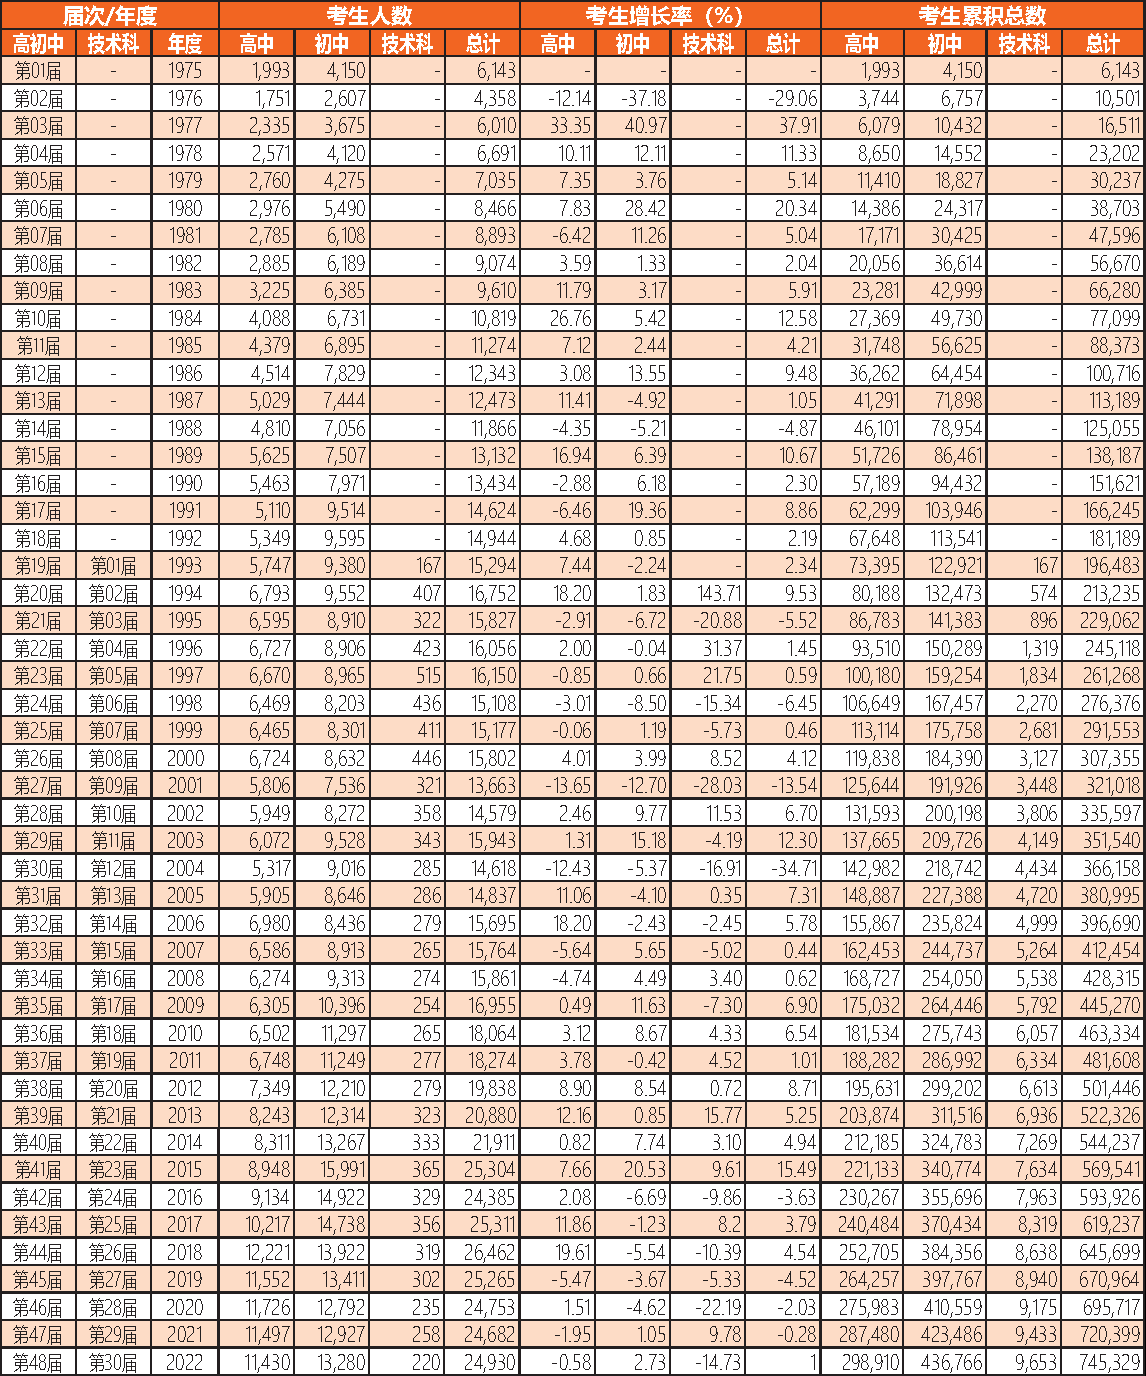 届次/年度 考生人数 考生增长率（%） 考生累积总数
高初中 技术科 年度 高中 初中 技术科 总计 高中 初中 技术科 总计 高中 初中 技术科 总计
第01届 - 1975 1,993 4,150 - 6,143 - - - - 1,993 4,150 - 6,143
第02届 - 1976 1,751 2,607 - 4,358 -12.14 -37.18 - -29.06 3,744 6,757 - 10,501
第03届 - 1977 2,335 3,675 - 6,010 33.35 40.97 - 37.91 6,079 10,432 - 16,511
第04届 - 1978 2,571 4,120 - 6,691 10.11 12.11 - 11.33 8,650 14,552 - 23,202
第05届 - 1979 2,760 4,275 - 7,035 7.35 3.76 - 5.14 11,410 18,827 - 30,237
第06届 - 1980 2,976 5,490 - 8,466 7.83 28.42 - 20.34 14,386 24,317 - 38,703
第07届 - 1981 2,785 6,108 - 8,893 -6.42 11.26 - 5.04 17,171 30,425 - 47,596
第08届 - 1982 2,885 6,189 - 9,074 3.59 1.33 - 2.04 20,056 36,614 - 56,670
第09届 - 1983 3,225 6,385 - 9,610 11.79 3.17 - 5.91 23,281 42,999 - 66,280
第10届 - 1984 4,088 6,731 - 10,819 26.76 5.42 - 12.58 27,369 49,730 - 77,099
第11届 - 1985 4,379 6,895 - 11,274 7.12 2.44 - 4.21 31,748 56,625 - 88,373
第12届 - 1986 4,514 7,829 - 12,343 3.08 13.55 - 9.48 36,262 64,454 - 100,716
第13届 - 1987 5,029 7,444 - 12,473 11.41 -4.92 - 1.05 41,291 71,898 - 113,189
第14届 - 1988 4,810 7,056 - 11,866 -4.35 -5.21 - -4.87 46,101 78,954 - 125,055
第15届 - 1989 5,625 7,507 - 13,132 16.94 6.39 - 10.67 51,726 86,461 - 138,187
第16届 - 1990 5,463 7,971 - 13,434 -2.88 6.18 - 2.30 57,189 94,432 - 151,621
第17届 - 1991 5,110 9,514 - 14,624 -6.46 19.36 - 8.86 62,299 103,946 - 166,245
第18届 - 1992 5,349 9,595 - 14,944 4.68 0.85 - 2.19 67,648 113,541 - 181,189
第19届 第01届 1993 5,747 9,380 167 15,294 7.44 -2.24 - 2.34 73,395 122,921 167 196,483
第20届 第02届 1994 6,793 9,552 407 16,752 18.20 1.83 143.71 9.53 80,188 132,473 574 213,235
第21届 第03届 1995 6,595 8,910 322 15,827 -2.91 -6.72 -20.88 -5.52 86,783 141,383 896 229,062
第22届 第04届 1996 6,727 8,906 423 16,056 2.00 -0.04 31.37 1.45 93,510 150,289 1,319 245,118
第23届 第05届 1997 6,670 8,965 515 16,150 -0.85 0.66 21.75 0.59 100,180 159,254 1,834 261,268
第24届 第06届 1998 6,469 8,203 436 15,108 -3.01 -8.50 -15.34 -6.45 106,649 167,457 2,270 276,376
第25届 第07届 1999 6,465 8,301 411 15,177 -0.06 1.19 -5.73 0.46 113,114 175,758 2,681 291,553
第26届 第08届 2000 6,724 8,632 446 15,802 4.01 3.99 8.52 4.12 119,838 184,390 3,127 307,355
第27届 第09届 2001 5,806 7,536 321 13,663 -13.65 -12.70 -28.03 -13.54 125,644 191,926 3,448 321,018
第28届 第10届 2002 5,949 8,272 358 14,579 2.46 9.77 11.53 6.70 131,593 200,198 3,806 335,597
第29届 第11届 2003 6,072 9,528 343 15,943 1.31 15.18 -4.19 12.30 137,665 209,726 4,149 351,540
第30届 第12届 2004 5,317 9,016 285 14,618 -12.43 -5.37 -16.91 -34.71 142,982 218,742 4,434 366,158
第31届 第13届 2005 5,905 8,646 286 14,837 11.06 -4.10 0.35 7.31 148,887 227,388 4,720 380,995
第32届 第14届 2006 6,980 8,436 279 15,695 18.20 -2.43 -2.45 5.78 155,867 235,824 4,999 396,690
第33届 第15届 2007 6,586 8,913 265 15,764 -5.64 5.65 -5.02 0.44 162,453 244,737 5,264 412,454
第34届 第16届 2008 6,274 9,313 274 15,861 -4.74 4.49 3.40 0.62 168,727 254,050 5,538 428,315
第35届 第17届 2009 6,305 10,396 254 16,955 0.49 11.63 -7.30 6.90 175,032 264,446 5,792 445,270
第36届 第18届 2010 6,502 11,297 265 18,064 3.12 8.67 4.33 6.54 181,534 275,743 6,057 463,334
第37届 第19届 2011 6,748 11,249 277 18,274 3.78 -0.42 4.52 1.01 188,282 286,992 6,334 481,608
第38届 第20届 2012 7,349 12,210 279 19,838 8.90 8.54 0.72 8.71 195,631 299,202 6,613 501,446
第39届 第21届 2013 8,243 12,314 323 20,880 12.16 0.85 15.77 5.25 203,874 311,516 6,936 522,326
第40届 第22届 2014 8,311 13,267 333 21,911 0.82 7.74 3.10 4.94 212,185 324,783 7,269 544,237
第41届 第23届 2015 8,948 15,991 365 25,304 7.66 20.53 9.61 15.49 221,133 340,774 7,634 569,541
第42届 第24届 2016 9,134 14,922 329 24,385 2.08 -6.69 -9.86 -3.63 230,267 355,696 7,963 593,926
第43届 第25届 2017 10,217 14,738 356 25,311 11.86 -1.23 8.2 3.79 240,484 370,434 8,319 619,237
第44届 第26届 2018 12,221 13,922 319 26,462 19.61 -5.54 -10.39 4.54 252,705 384,356 8,638 645,699
第45届 第27届 2019 11,552 13,411 302 25,265 -5.47 -3.67 -5.33 -4.52 264,257 397,767 8,940 670,964
第46届 第28届 2020 11,726 12,792 235 24,753 1.51 -4.62 -22.19 -2.03 275,983 410,559 9,175 695,717
第47届 第29届 2021 11,497 12,927 258 24,682 -1.95 1.05 9.78 -0.28 287,480 423,486 9,433 720,399
第48届 第30届 2022 11,430 13,280 220 24,930 -0.58 2.73 -14.73 1 298,910 436,766 9,653 745,329